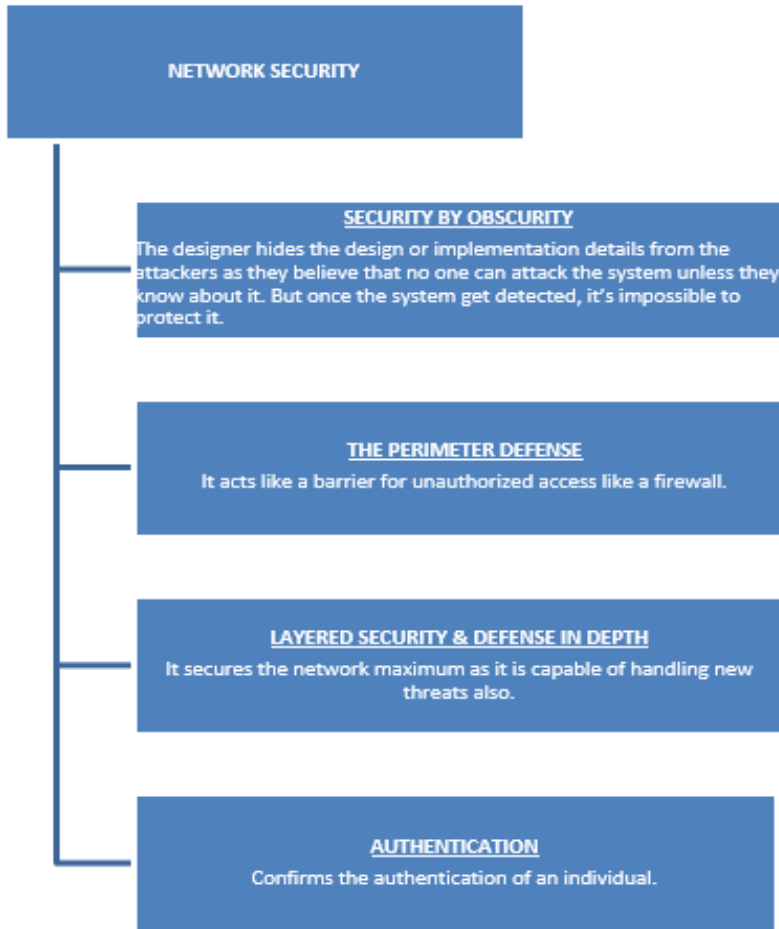 NETWORK SECURITY
SECURITY BY OBSCURITY
The designer hides the design or implementation details from the
attackers as they believe that no one can attack the system unless they
know about it. But once the system get detected, it's impossible to
protect it.
THE PERIMETER DEFENSE
It acts like a barrier for unauthorized access like a firewall.
LAYERED SECURITY & DEFENSE IN DEPTH
It secures the network maximum as it is capable of handling new
threats also.
AUTHENTICATION
Confirms the authentication of an individual.